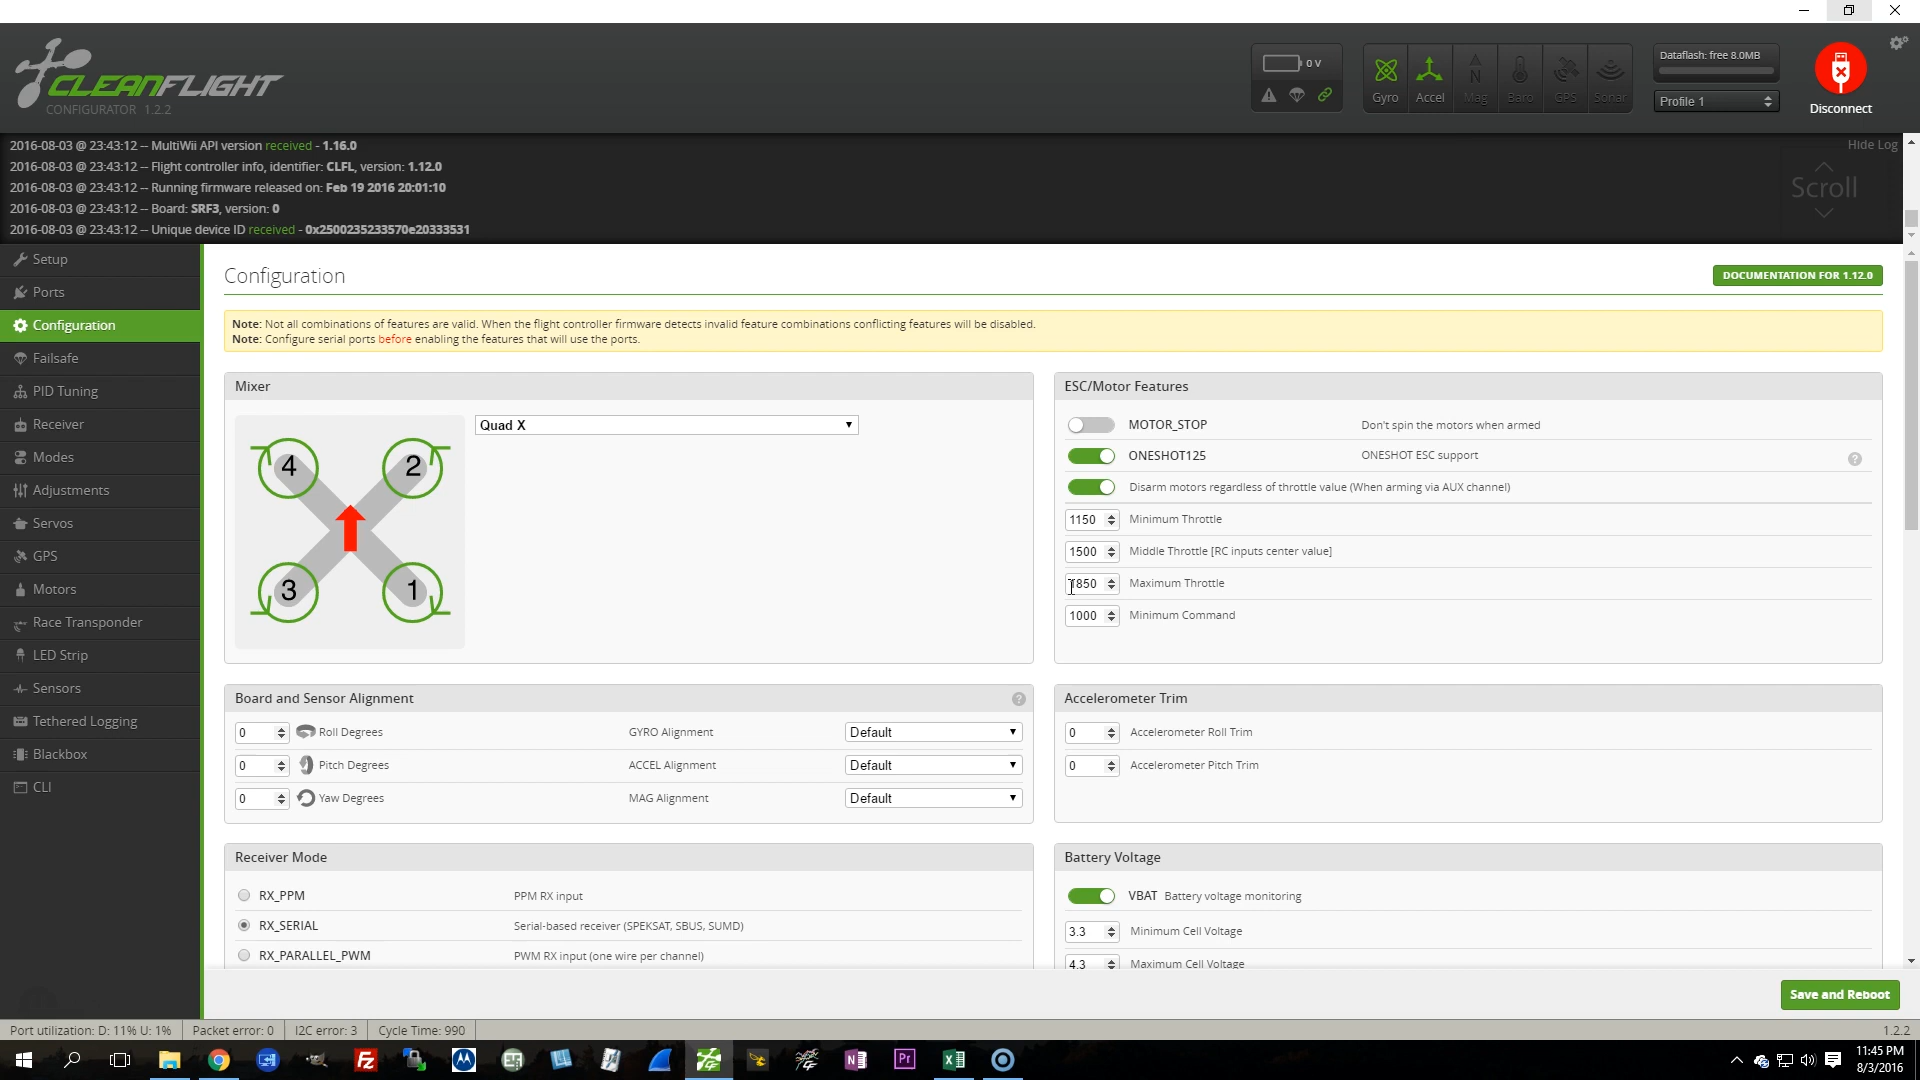 0 V
Dataflash: free 8.0MB
CLEANFLIGHT
CONFIGURATOR 1.2.2
Gyro
Accel
Mag
Baro
GPS
Sonar
Profile 1
Disconnect
2016-08-03 @ 23:43:12 -- MultiWii API version received - 1.16.0
Hide Log
2016-08-03 @ 23:43:12 -- Flight controller info, identifier: CLFL, version: 1.12.0
2016-08-03 @ 23:43:12 -- Running firmware released on: Feb 19 2016 20:01:10
Scroll
2016-08-03 @ 23:43:12 -- Board: SRF3, version: 0
2016-08-03 @ 23:43:12 -- Unique device ID received - 0x2500235233570e20333531
Setup
Ports
Configuration
Failsafe
PID Tuning
Receiver
Modes
Adjustments
Servos
GPS
Motors
Race Transponder
LED Strip
Sensors
Tethered Logging
Blackbox
CLI
Configuration
DOCUMENTATION FOR 1.12.0
Note: Not all combinations of features are valid. When the flight controller firmware detects invalid feature combinations conflicting features will be disabled.
Note: Configure serial ports before enabling the features that will use the ports.
Mixer
Quad X
4
2
3
1
ESC/Motor Features
MOTOR_STOP Don't spin the motors when armed
ONESHOT125 ONESHOT ESC support
Disarm motors regardless of throttle value (When arming via AUX channel)
1150 Minimum Throttle
1500 Middle Throttle [RC inputs center value]
1850 Maximum Throttle
1000 Minimum Command
Board and Sensor Alignment
0 Roll Degrees GYRO Alignment Default
0 Pitch Degrees ACCEL Alignment Default
0 Yaw Degrees MAG Alignment Default
Accelerometer Trim
0 Accelerometer Roll Trim
0 Accelerometer Pitch Trim
Receiver Mode
RX_PPM PPM RX input
RX_SERIAL Serial-based receiver (SPEKSAT, SBUS, SUMD)
RX_PARALLEL_PWM PWM RX input (one wire per channel)
Battery Voltage
VBAT Battery voltage monitoring
3.3 Minimum Cell Voltage
4.3 Maximum Cell Voltage
Save and Reboot
Port utilization: D: 11% U: 1% Packet error: 0 I2C error: 3 Cycle Time: 990
1.2.2
11:45 PM
8/3/2016